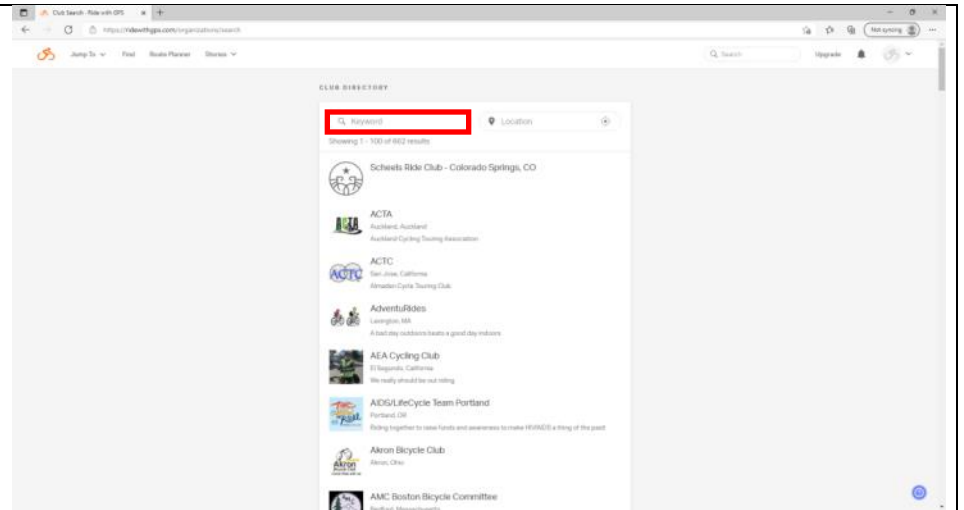 Club Search - Ride with GPS
https://ridewithgps.com/organizations/search
Not syncing
Jump To Find Route Planner Stories Search Upgrade
CLUB DIRECTORY
Keyword Location
Showing 1 - 100 of 662 results
Scheels Ride Club - Colorado Springs, CO
ACTA
ACTA
Auckland, Auckland
Auckland Cycling Touring Association
ACTC
ACTC
San Jose, California
Almaden Cycle Touring Club
AdventuRides
Lexington, MA
A bad day outdoors beats a good day indoors
AEA Cycling Club
El Segundo, California
We really should be out riding
AIDS/LifeCycle Team Portland
Portland, OR
Riding together to raise funds and awareness to make HIV/AIDS a thing of the past
Akron Bicycle Club
Akron
Akron, Ohio
AMC Boston Bicycle Committee
AMC